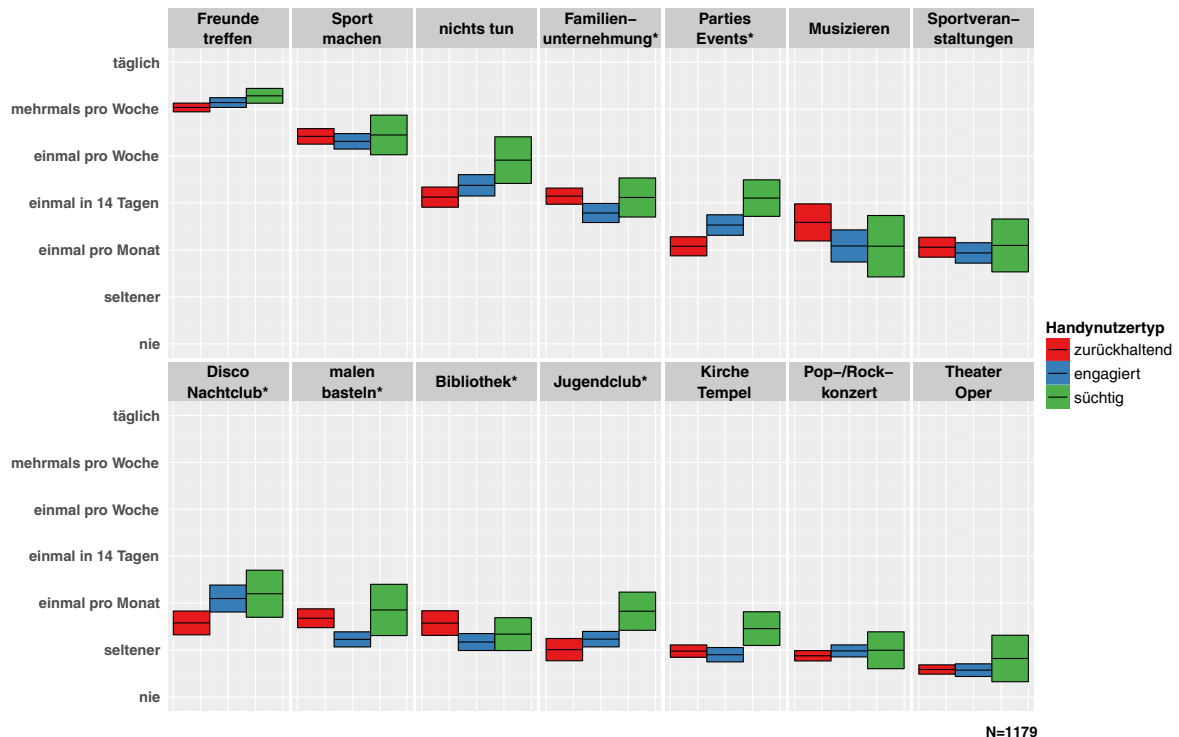 Freunde
treffen
Sport
machen
nichts tun
Familien−
unternehmung*
Parties
Events*
Musizieren
Sportveran−
staltungen
täglich
mehrmals pro Woche
einmal pro Woche
einmal in 14 Tagen
einmal pro Monat
seltener
nie
Disco
Nachtclub*
malen
basteln*
Bibliothek*
Jugendclub*
Kirche
Tempel
Pop−/Rock−
konzert
Theater
Oper
täglich
mehrmals pro Woche
einmal pro Woche
einmal in 14 Tagen
einmal pro Monat
seltener
nie
Handynutzertyp
zurückhaltend
engagiert
süchtig
N=1179